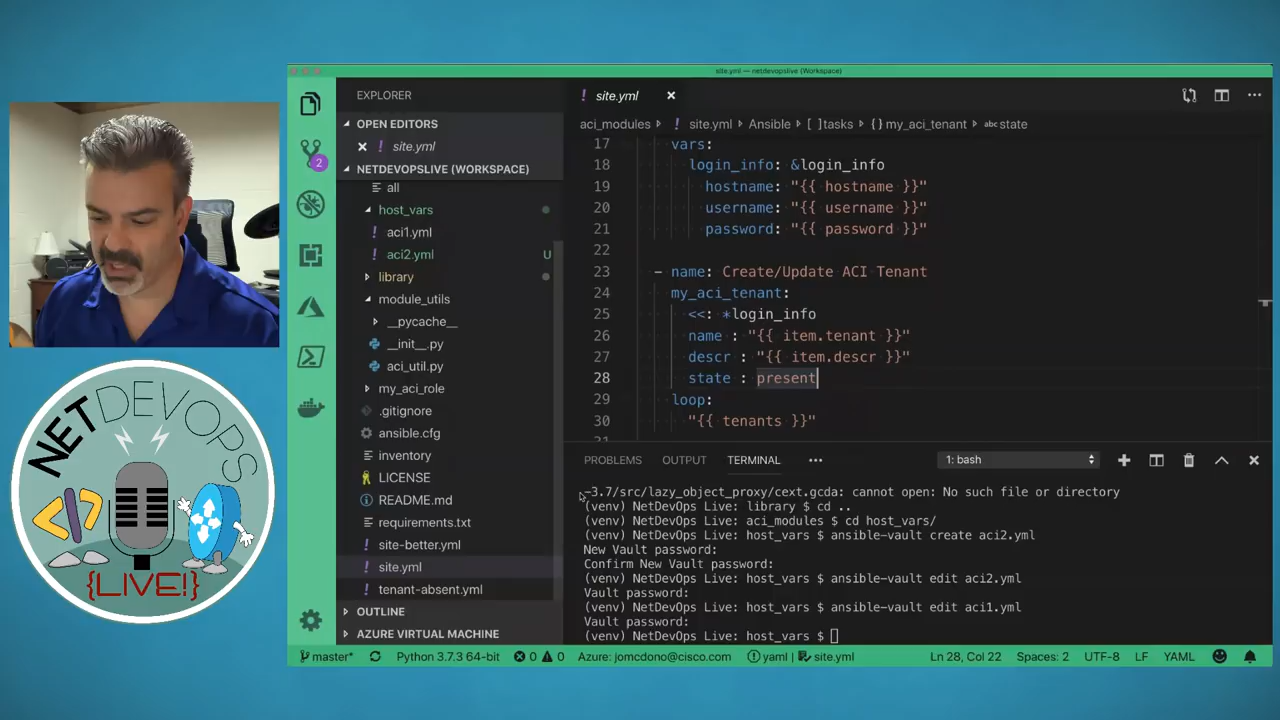 site.yml — netdevopslive (Workspace)
EXPLORER
OPEN EDITORS
site.yml
NETDEVOPSLIVE (WORKSPACE)
all
host_vars
aci1.yml
aci2.yml U
library
module_utils
__pycache__
__init__.py
aci_util.py
my_aci_role
.gitignore
ansible.cfg
inventory
LICENSE
README.md
requirements.txt
site-better.yml
site.yml
tenant-absent.yml
OUTLINE
AZURE VIRTUAL MACHINE
2
site.yml
aci_modules site.yml Ansible [ ] tasks { } my_aci_tenant abc state
17 vars:
18 login_info: &login_info
19 hostname: "{{ hostname }}"
20 username: "{{ username }}"
21 password: "{{ password }}"
22
23 - name: Create/Update ACI Tenant
24 my_aci_tenant:
25 <<: *login_info
26 name : "{{ item.tenant }}"
27 descr : "{{ item.descr }}"
28 state : present
29 loop:
30 "{{ tenants }}"
31
PROBLEMS OUTPUT TERMINAL ... 1: bash
-3.7/src/lazy_object_proxy/cext.gcda: cannot open: No such file or directory
(venv) NetDevOps Live: library $ cd ..
(venv) NetDevOps Live: aci_modules $ cd host_vars/
(venv) NetDevOps Live: host_vars $ ansible-vault create aci2.yml
New Vault password:
Confirm New Vault password:
(venv) NetDevOps Live: host_vars $ ansible-vault edit aci2.yml
Vault password:
(venv) NetDevOps Live: host_vars $ ansible-vault edit aci1.yml
Vault password:
(venv) NetDevOps Live: host_vars $
master* Python 3.7.3 64-bit 0 0 Azure: jomcdono@cisco.com yaml | site.yml Ln 28, Col 22 Spaces: 2 UTF-8 LF YAML
NETDEVOPS
</>
{LIVE!}